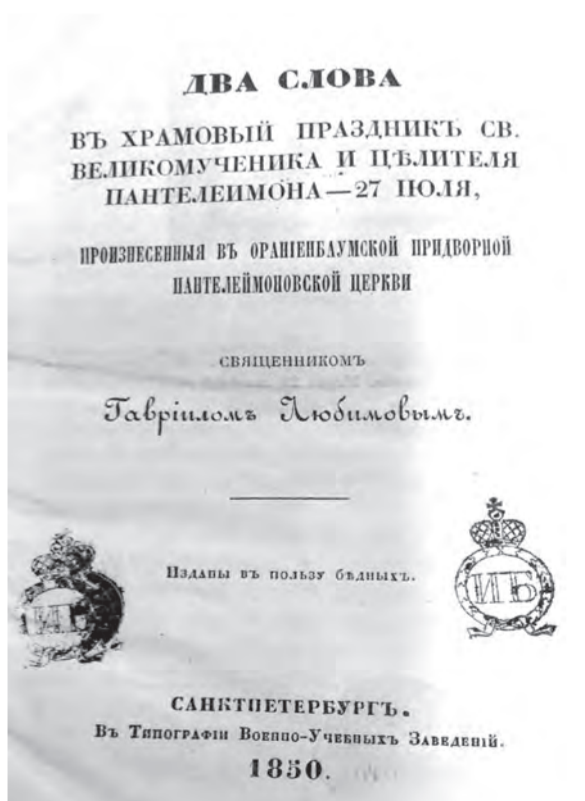 ДВА СЛОВА
ВЪ ХРАМОВЫЙ ПРАЗДНИКЪ СВ.
ВЕЛИКОМУЧЕНИКА И ЦѢЛИТЕЛЯ
ПАНТЕЛЕИМОНА — 27 ІЮЛЯ,
ПРОИЗНЕСЕННЫЯ ВЪ ОРАНІЕНБАУМСКОЙ ПРИДВОРНОЙ
ПАНТЕЛЕЙМОНОВСКОЙ ЦЕРКВИ
СВЯЩЕННИКОМЪ
Гавріиломъ Любимовымъ.
Изданы въ пользу бѣдныхъ.
ИБ
ИБ
САНКТПЕТЕРБУРГЪ.
Въ Типографіи Военно-Учебныхъ Заведеній.
1850.